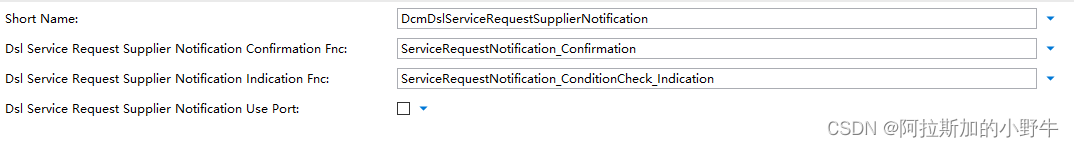 Short Name: DcmDslServiceRequestSupplierNotification
Dsl Service Request Supplier Notification Confirmation Fnc: ServiceRequestNotification_Confirmation
Dsl Service Request Supplier Notification Indication Fnc: ServiceRequestNotification_ConditionCheck_Indication
Dsl Service Request Supplier Notification Use Port:
CSDN @阿拉斯加的小野牛